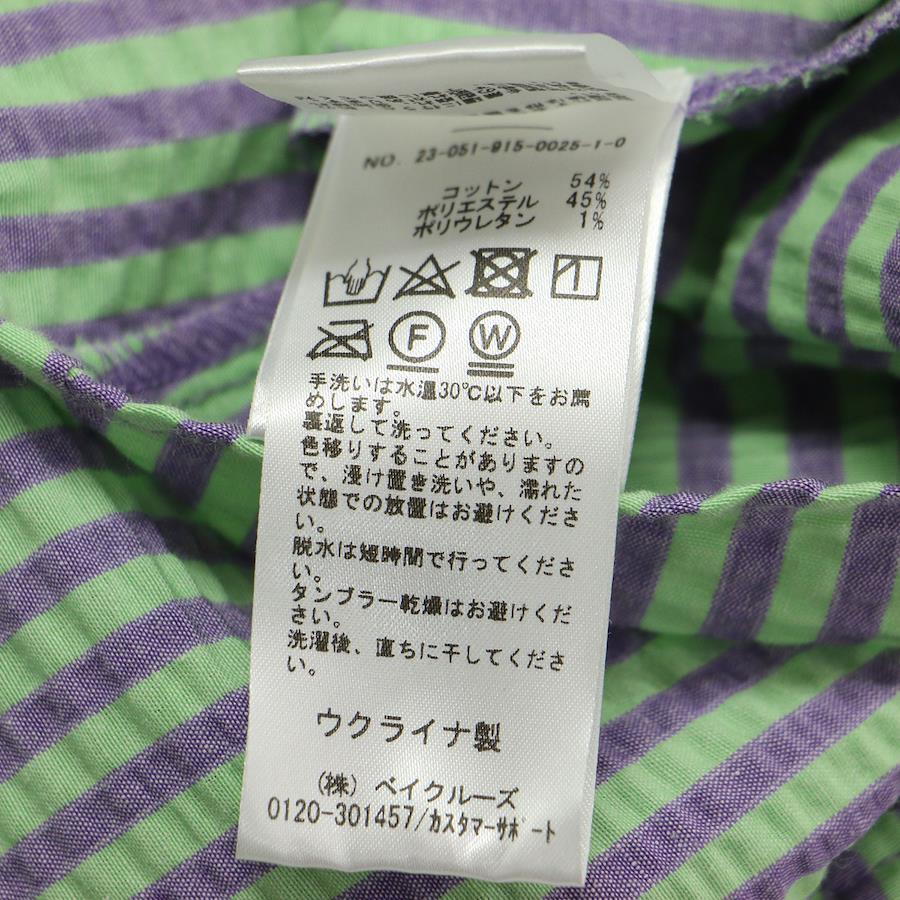 NO. 23-051-915-0025-1-0
コットン 54%
ポリエステル 45%
ポリウレタン 1%
F W
手洗いは水温30℃以下をお薦
めします。
裏返して洗ってください。
色移りすることがありますの
で、浸け置き洗いや、濡れた
状態での放置はお避けくださ
い。
脱水は短時間で行ってくださ
い。
タンブラー乾燥はお避けくだ
さい。
洗濯後、直ちに干してくださ
い。
ウクライナ製
(株) ベイクルーズ
0120-301457/カスタマーサポート